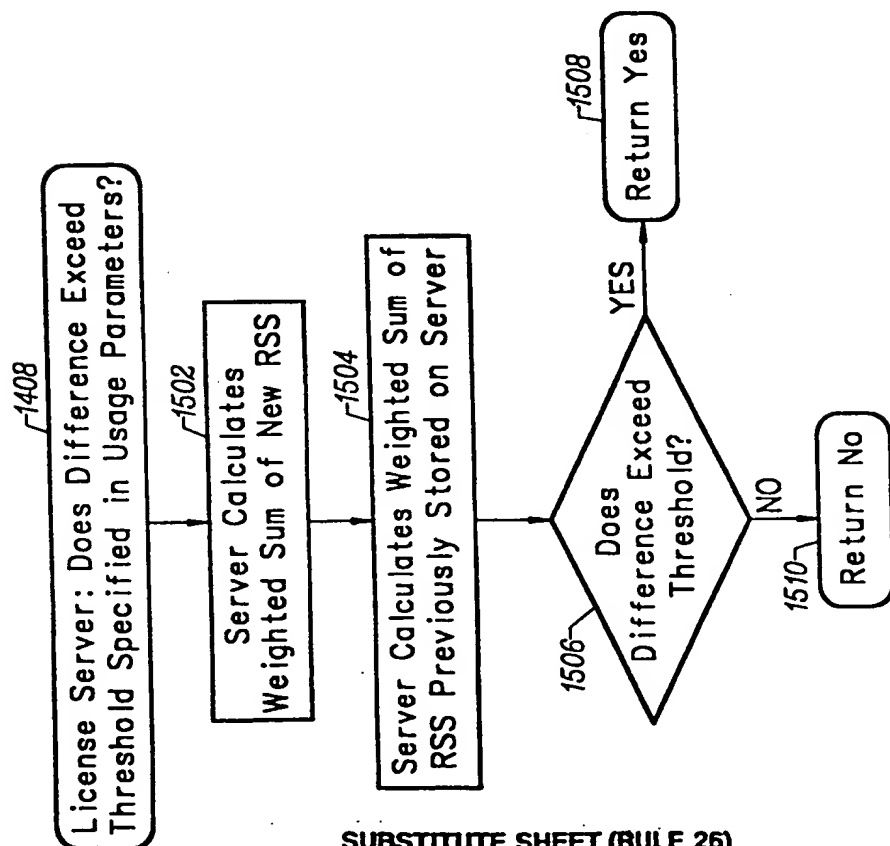 1408
License Server: Does Difference Exceed
Threshold Specified in Usage Parameters?
1502
Server Calculates
Weighted Sum of New RSS
1504
Server Calculates Weighted Sum of
RSS Previously Stored on Server
1506
Does
Difference Exceed
Threshold?
YES
1508
Return Yes
NO
1510
Return No
SUBSTITUTE SHEET (RULE 26)